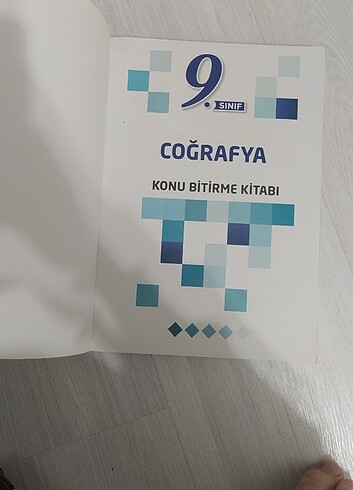 9.
SINIF
COĞRAFYA
KONU BİTİRME KİTABI